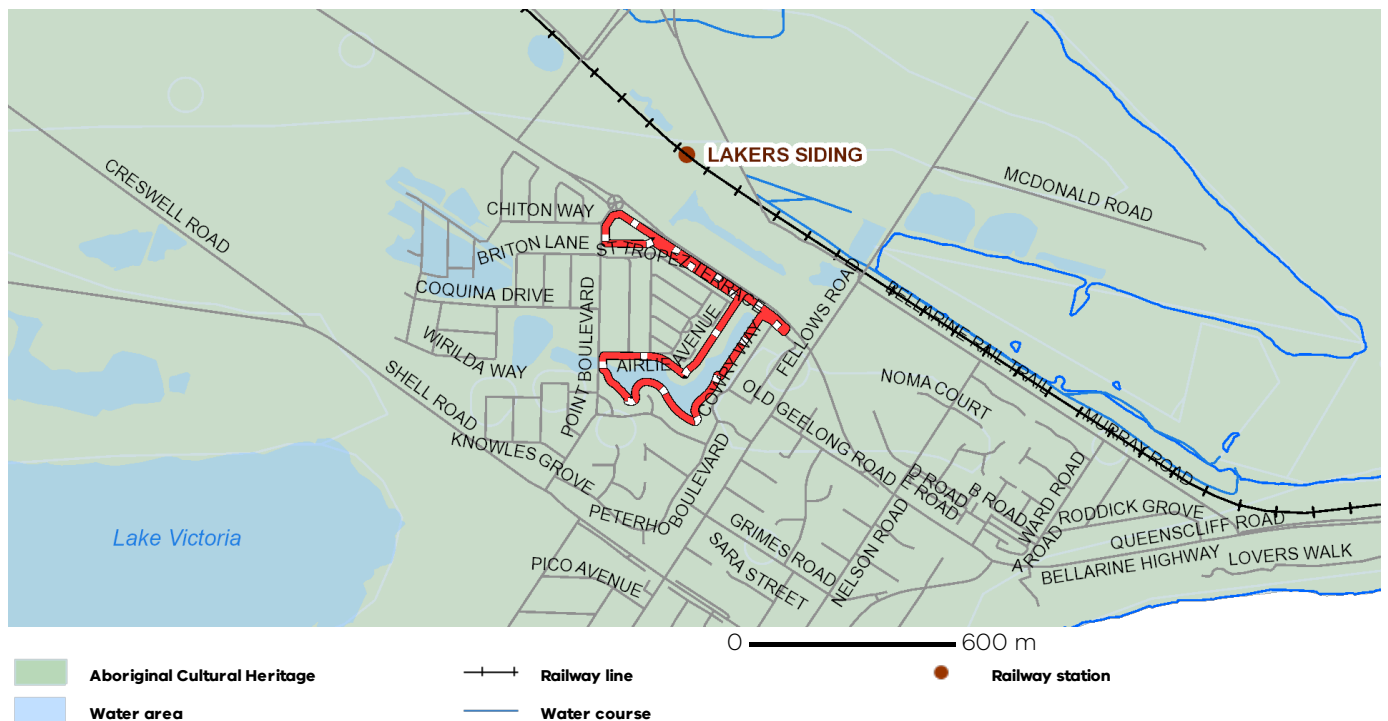 LAKERS SIDING
MCDONALD ROAD
CRESWELL ROAD
CHITON WAY
BRITON LANE
ST TROPEZ TERRACE
COQUINA DRIVE
FELLOWS ROAD
BELLARINE RAIL TRAIL
WIRILDA WAY
POINT BOULEVARD
AIRLIE AVENUE
COWRY WAY
SHELL ROAD
NOMA COURT
OLD GEELONG ROAD
MURRAY ROAD
KNOWLES GROVE
BOULEVARD
D ROAD
E ROAD
B ROAD
WARD ROAD
RODDICK GROVE
PETERHO
GRIMES ROAD
NELSON ROAD
A ROAD
QUEENSCLIFF ROAD
Lake Victoria
SARA STREET
PICO AVENUE
BELLARINE HIGHWAY
LOVERS WALK
0 600 m
Aboriginal Cultural Heritage
Railway line
Railway station
Water area
Water course